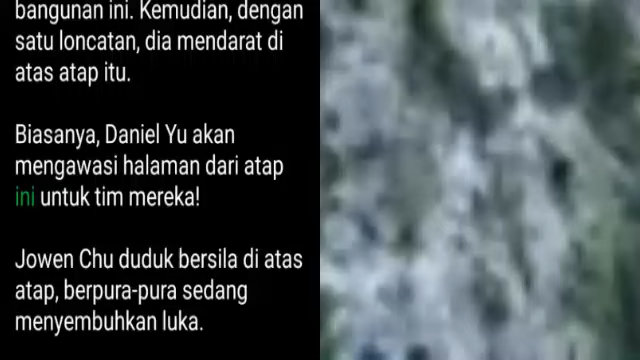 bangunan ini. Kemudian, dengan
satu loncatan, dia mendarat di
atas atap itu.
Biasanya, Daniel Yu akan
mengawasi halaman dari atap
ini untuk tim mereka!
Jowen Chu duduk bersila di atas
atap, berpura-pura sedang
menyembuhkan luka.